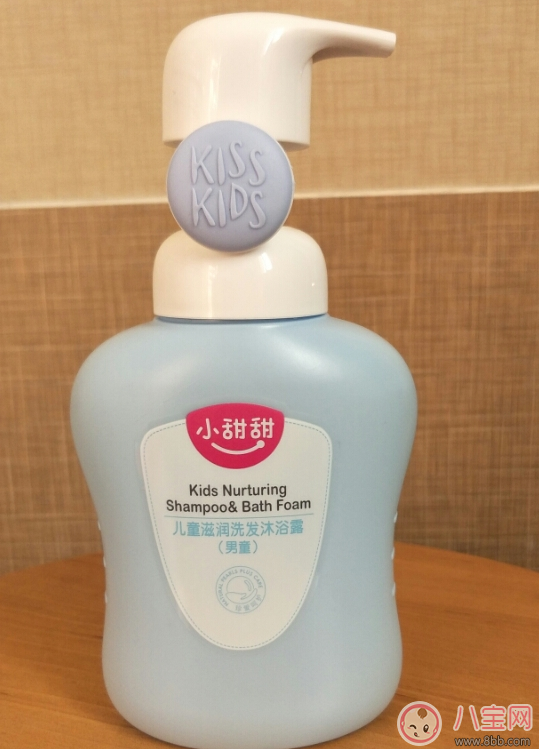 KISS
KIDS
小甜甜
Kids Nurturing
Shampoo& Bath Foam
儿童滋润洗发沐浴露
(男童)
八宝网
www.8bb.com